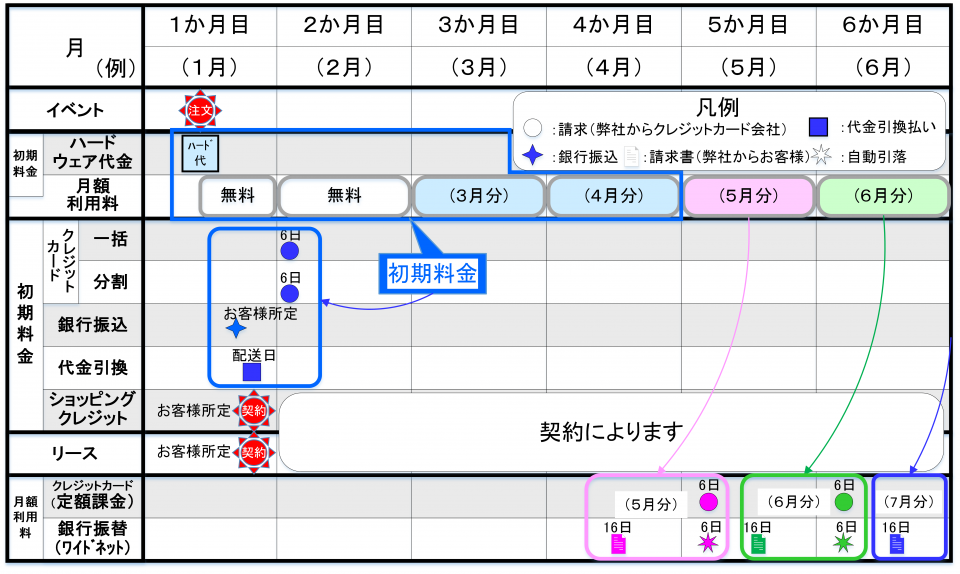 月
(例)
1か月目 2か月目 3か月目 4か月目 5か月目 6か月目
(1月) (2月) (3月) (4月) (5月) (6月)
イベント
注文
凡例
:請求(弊社からクレジットカード会社) :代金引換払い
:銀行振込 :請求書(弊社からお客様) :自動引落
初期
料金
ハード
ウェア代金
ハード
代
月額
利用料
無料 無料 (3月分) (4月分) (5月分) (6月分)
初期料金
初期料金
クレジット
カード
一括
6日
分割
6日
銀行振込
お客様所定
代金引換
配送日
ショッピング
クレジット
お客様所定 契約
契約によります
リース
お客様所定 契約
月額
利用
料
クレジットカード
(定額課金)
(5月分) 6日 (6月分) 6日 (7月分)
銀行振替
(ワイドネット)
16日 6日 16日 6日 16日